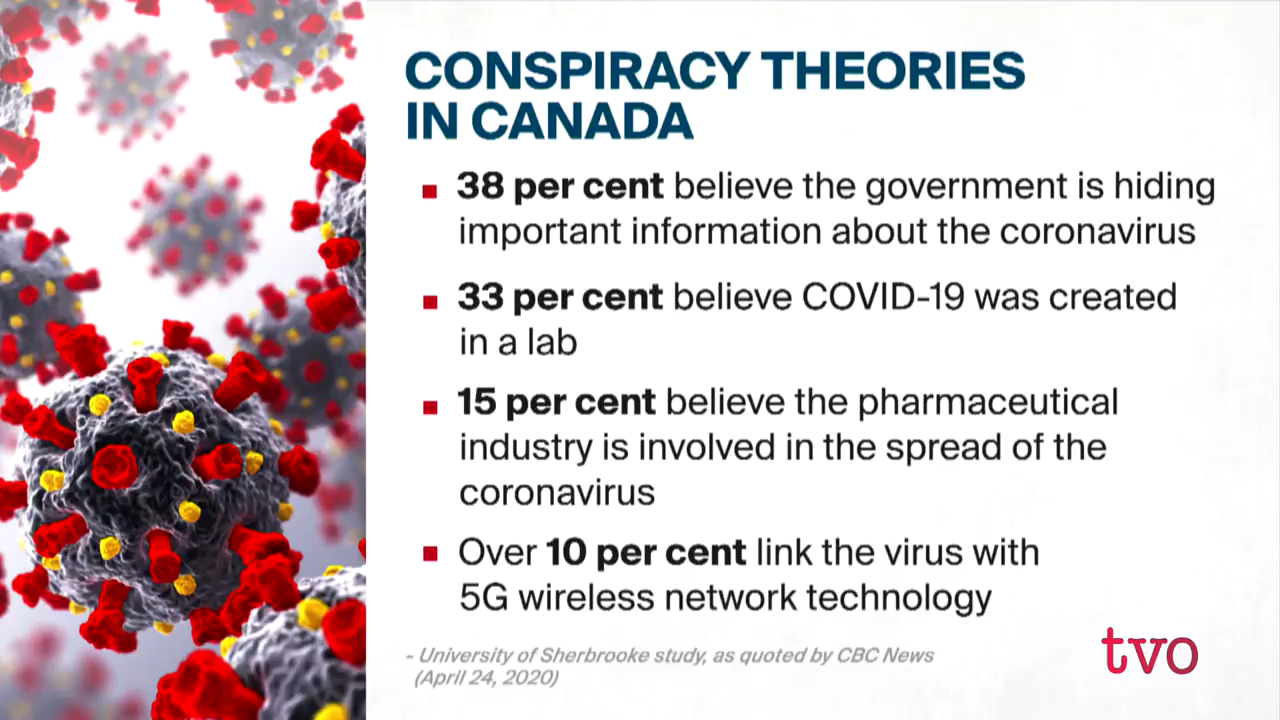 CONSPIRACY THEORIES
IN CANADA
38 per cent believe the government is hiding
important information about the coronavirus
33 per cent believe COVID-19 was created
in a lab
15 per cent believe the pharmaceutical
industry is involved in the spread of the
coronavirus
Over 10 per cent link the virus with
5G wireless network technology
- University of Sherbrooke study, as quoted by CBC News
(April 24, 2020)
tvo